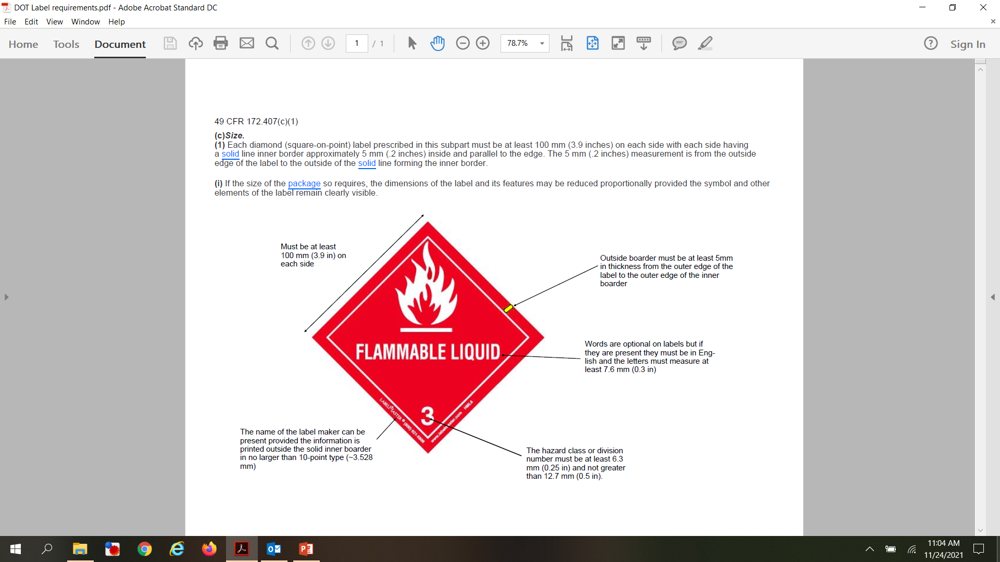 DOT Label requirements.pdf - Adobe Acrobat Standard DC
File Edit View Window Help
Home Tools Document 1 / 1 78.7% Sign In
49 CFR 172.407(c)(1)
(c)Size.
(1) Each diamond (square-on-point) label prescribed in this subpart must be at least 100 mm (3.9 inches) on each side with each side having
a solid line inner border approximately 5 mm (.2 inches) inside and parallel to the edge. The 5 mm (.2 inches) measurement is from the outside
edge of the label to the outside of the solid line forming the inner border.
(i) If the size of the package so requires, the dimensions of the label and its features may be reduced proportionally provided the symbol and other
elements of the label remain clearly visible.
Must be at least
100 mm (3.9 in) on
each side
Outside boarder must be at least 5mm
in thickness from the outer edge of the
label to the outer edge of the inner
boarder
FLAMMABLE LIQUID
Words are optional on labels but if
they are present they must be in Eng-
lish and the letters must measure at
least 7.6 mm (0.3 in)
3
LABELMASTER ® (800) 621-5808
www.labelmaster.com
The name of the label maker can be
present provided the information is
printed outside the solid inner boarder
in no larger than 10-point type (~3.528
mm)
The hazard class or division
number must be at least 6.3
mm (0.25 in) and not greater
than 12.7 mm (0.5 in).
11:04 AM
11/24/2021